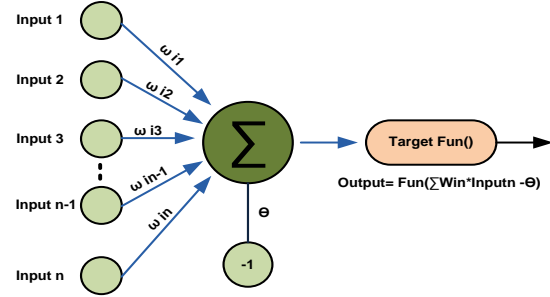 Input 1
ω i1
Input 2
ω i2
Input 3
ω i3
∑
Target Fun()
Output= Fun(∑Win*Inputn -Θ)
Input n-1
ω in-1
ω in
Θ
-1
Input n